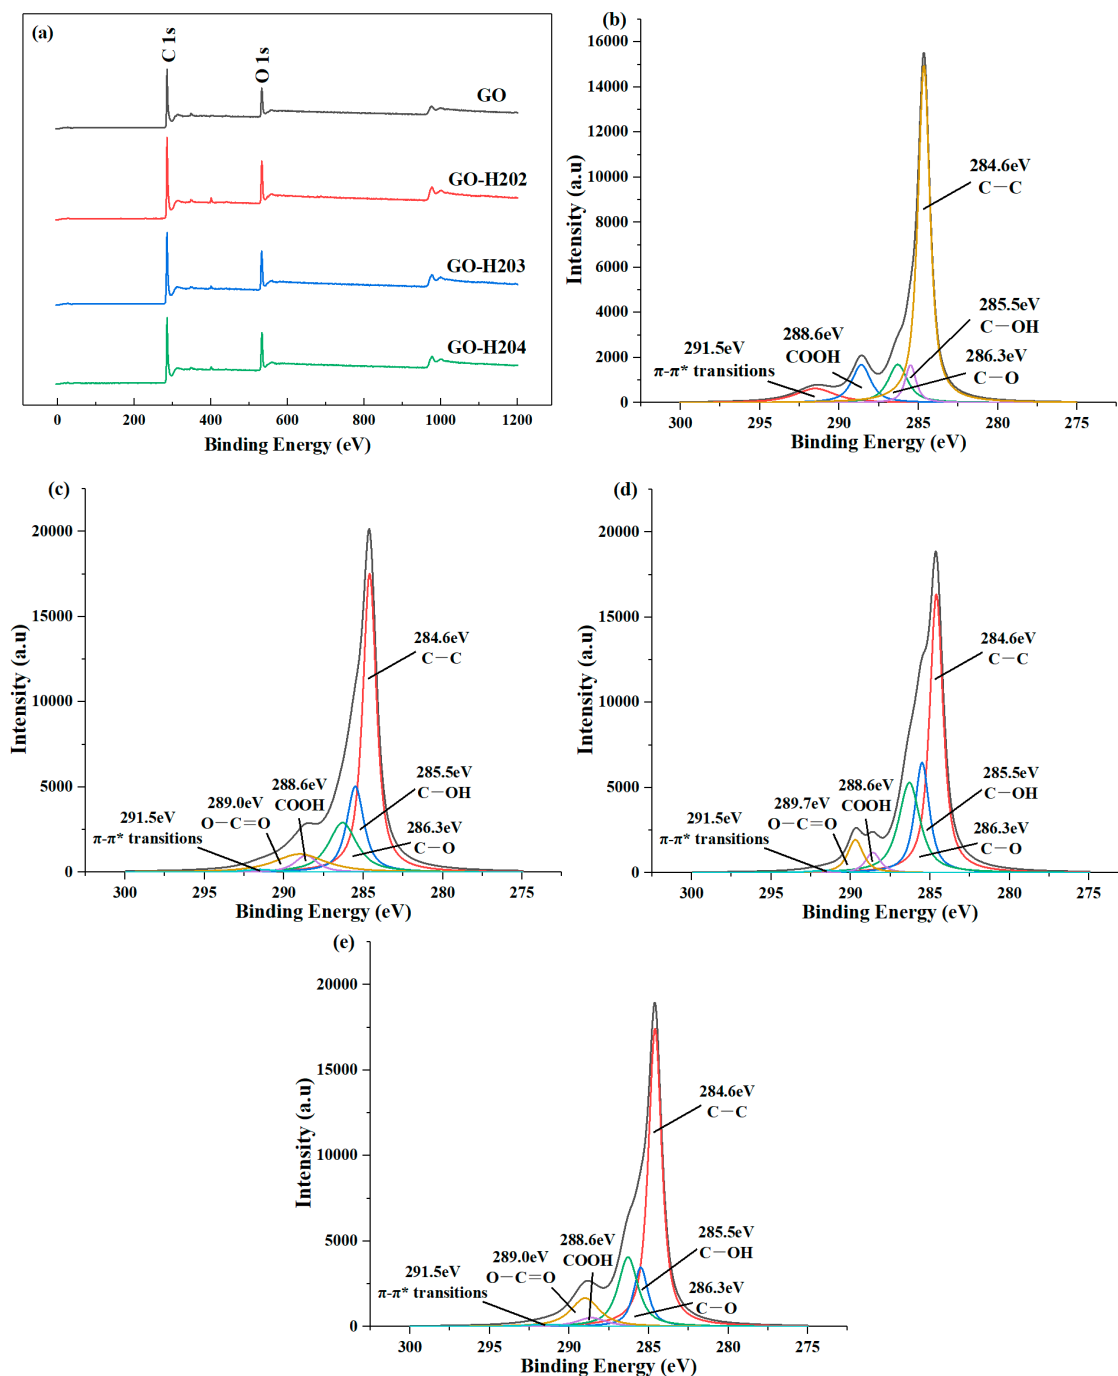 (a)
C 1s
O 1s
GO
GO-H202
GO-H203
GO-H204
0 200 400 600 800 1000 1200
Binding Energy (eV)
(b)
Intensity (a.u)
16000
14000
12000
10000
8000
6000
4000
2000
0
284.6eV
C—C
285.5eV
C—OH
286.3eV
C—O
288.6eV
COOH
291.5eV
π-π* transitions
300 295 290 285 280 275
Binding Energy (eV)
(c)
Intensity (a.u)
20000
15000
10000
5000
0
284.6eV
C—C
285.5eV
C—OH
286.3eV
C—O
288.6eV
COOH
289.0eV
O—C=O
291.5eV
π-π* transitions
300 295 290 285 280 275
Binding Energy (eV)
(d)
Intensity (a.u)
20000
15000
10000
5000
0
284.6eV
C—C
285.5eV
C—OH
286.3eV
C—O
288.6eV
COOH
289.7eV
O—C=O
291.5eV
π-π* transitions
300 295 290 285 280 275
Binding Energy (eV)
(e)
Intensity (a.u)
20000
15000
10000
5000
0
284.6eV
C—C
285.5eV
C—OH
286.3eV
C—O
288.6eV
COOH
289.0eV
O—C=O
291.5eV
π-π* transitions
300 295 290 285 280 275
Binding Energy (eV)